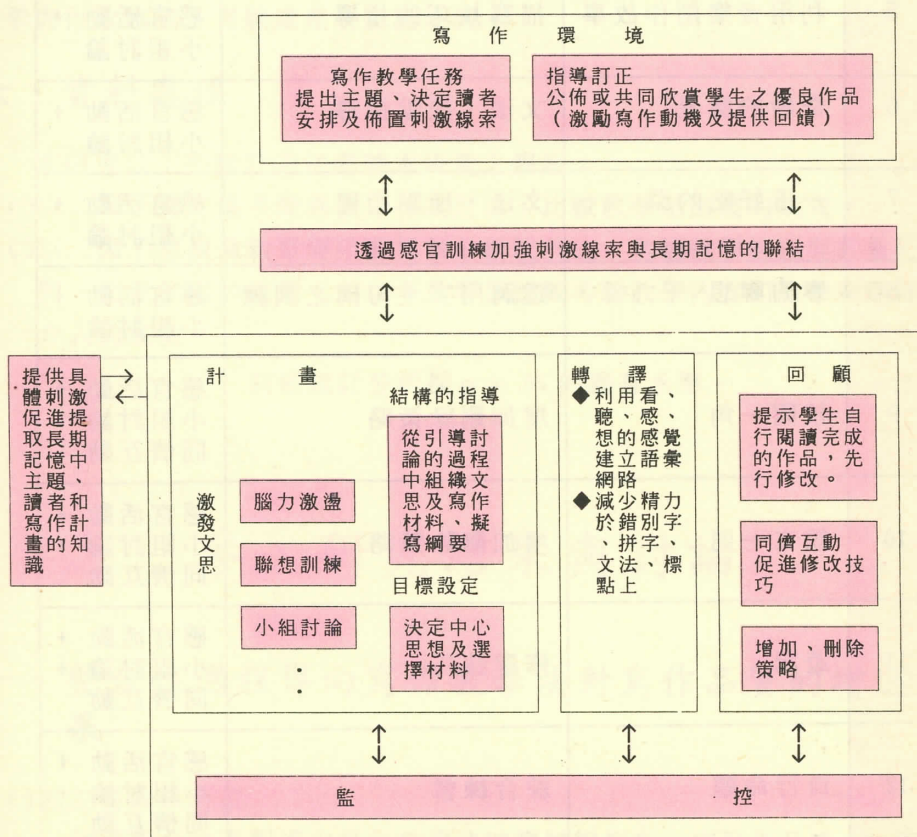 寫作環境
寫作教學任務
提出主題、決定讀者
安排及佈置刺激線索
指導訂正
公佈或共同欣賞學生之優良作品
(激勵寫作動機及提供回饋)
透過感官訓練加強刺激線索與長期記憶的聯結
提供具
體刺激
促進提
取長期
記憶中
主題、
讀者和
寫作計
畫的知
識
計畫
激發文思
腦力激盪
聯想訓練
小組討論
結構的指導
從引導討
論的過程
中組織文
思及寫作
材料、擬
寫綱要
目標設定
決定中心
思想及選
擇材料
轉譯
◆利用看、
聽、感、
想的感覺
建立語彙
網路
◆減少精力
於錯別字
、拼字、
文法、標
點上
回顧
提示學生自
行閱讀完成
的作品，先
行修改。
同儕互動
促進修改技
巧
增加、刪除
策略
監控